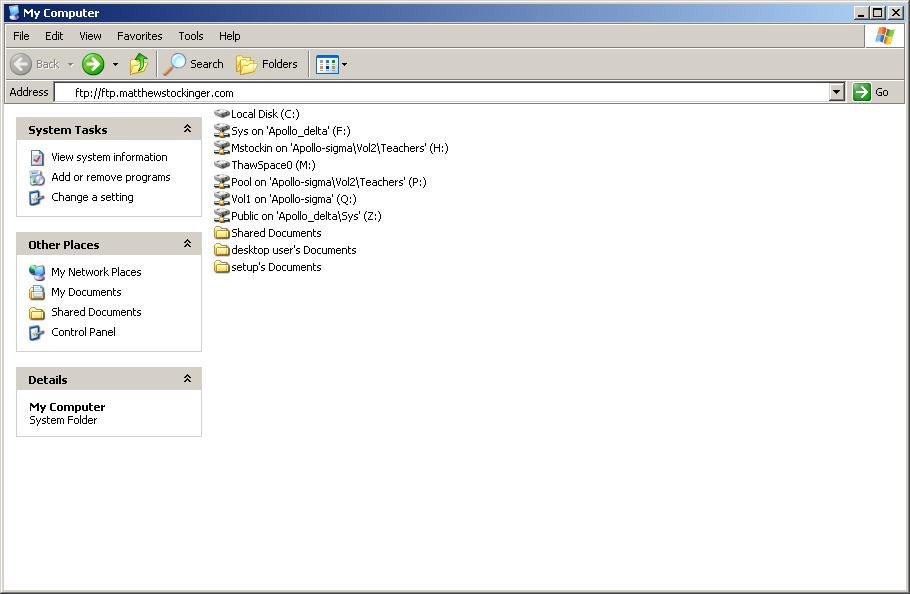 My Computer
File Edit View Favorites Tools Help
Back Search Folders
Address ftp://ftp.matthewstockinger.com Go
System Tasks
View system information
Add or remove programs
Change a setting
Other Places
My Network Places
My Documents
Shared Documents
Control Panel
Details
My Computer
System Folder
Local Disk (C:)
Sys on 'Apollo_delta' (F:)
Mstockin on 'Apollo-sigma\Vol2\Teachers' (H:)
ThawSpace0 (M:)
Pool on 'Apollo-sigma\Vol2\Teachers' (P:)
Vol1 on 'Apollo-sigma' (Q:)
Public on 'Apollo_delta\Sys' (Z:)
Shared Documents
desktop user's Documents
setup's Documents